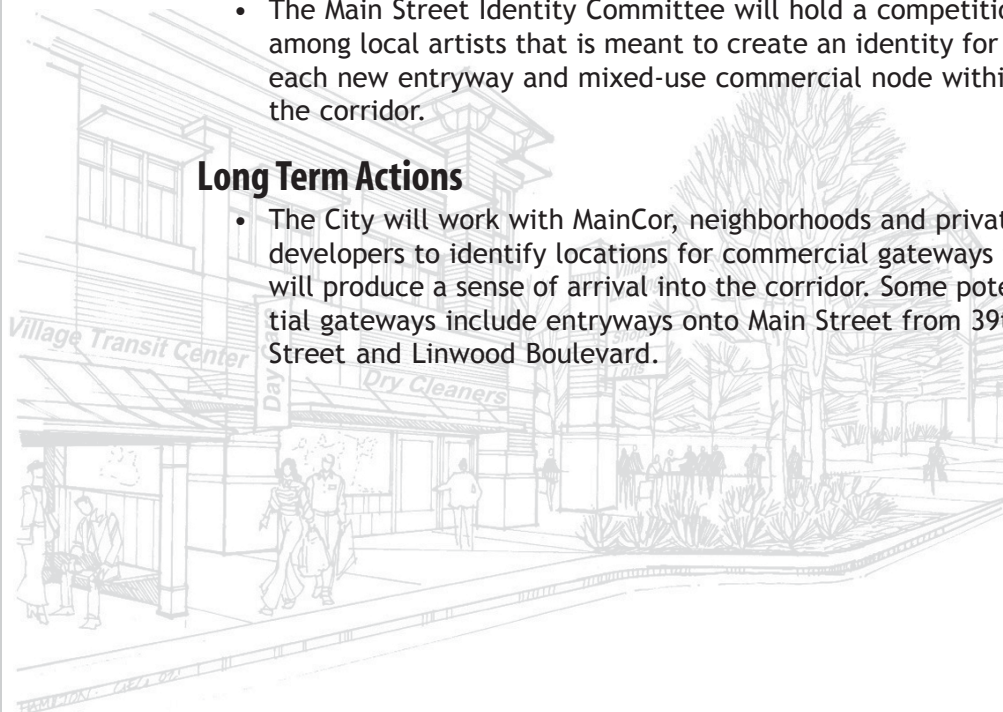 • The Main Street Identity Committee will hold a competitio
among local artists that is meant to create an identity for
each new entryway and mixed-use commercial node withi
the corridor.
Long Term Actions
• The City will work with MainCor, neighborhoods and privat
developers to identify locations for commercial gateways
will produce a sense of arrival into the corridor. Some pote
tial gateways include entryways onto Main Street from 39t
Street and Linwood Boulevard.
Village Transit Center
Day
Dry Cleaners
Shop
Lofts